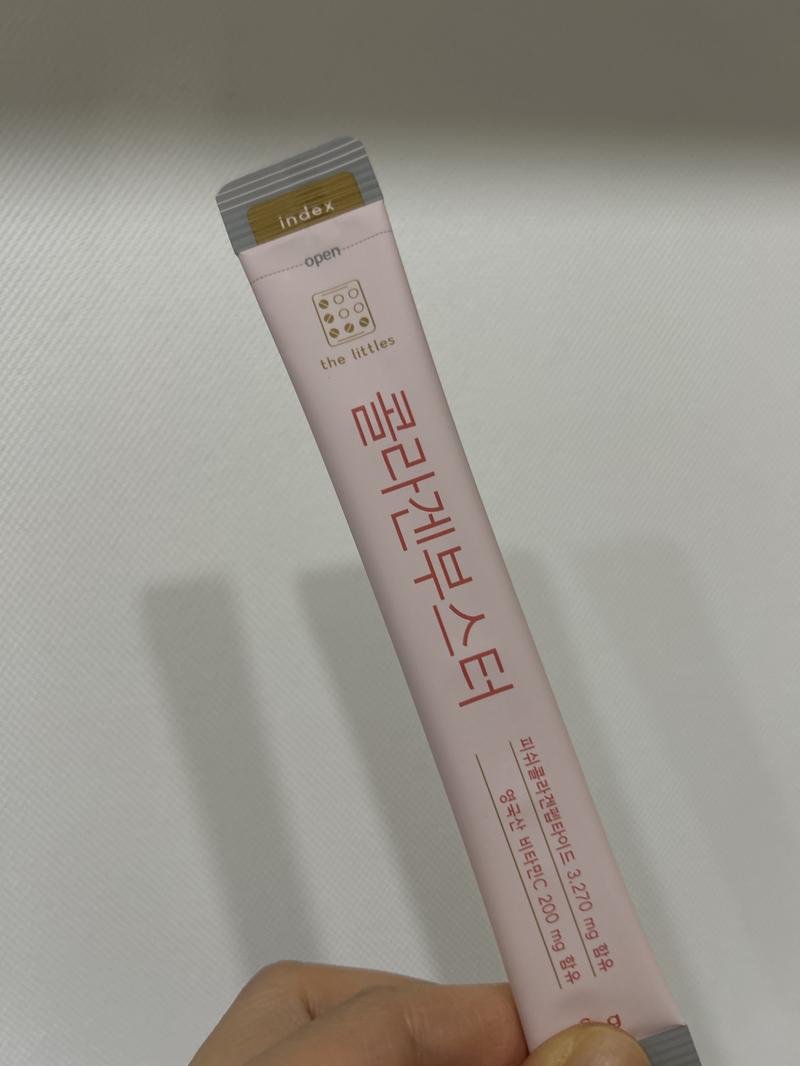 index
open
the littles
콜라겐부스터
피쉬콜라겐펩타이드 3,270 mg 함유
영국산 비타민C 200 mg 함유